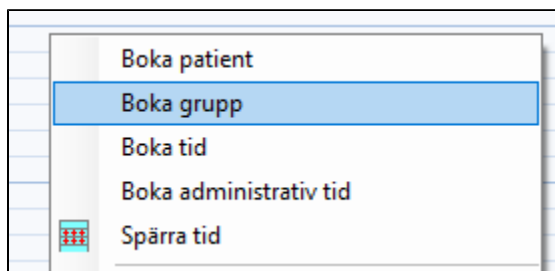 Boka patient
Boka grupp
Boka tid
Boka administrativ tid
Spärra tid